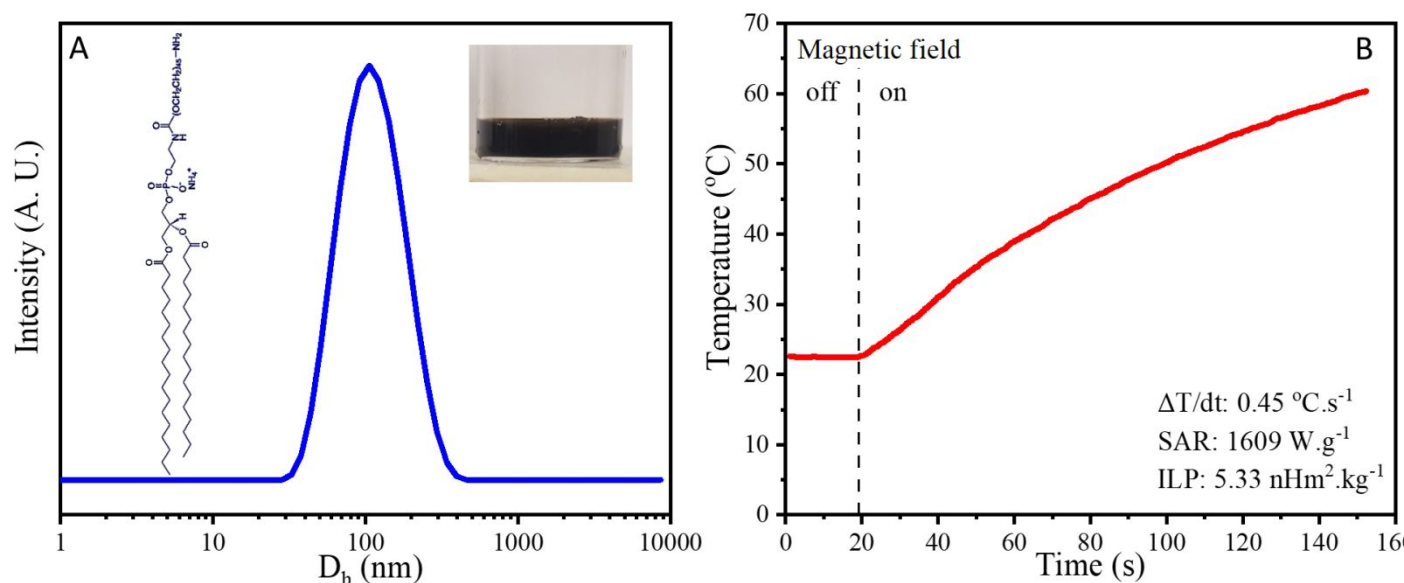 A
(OCH2CH2)45−NH2
O
N
H
O
O=P−O-
NH4+
O
H
O
O
O
O
Intensity (A. U.)
1
10
100
1000
10000
Dh (nm)
B
Magnetic field
off
on
Temperature (°C)
70
60
50
40
30
20
10
0
ΔT/dt: 0.45 °C.s-1
SAR: 1609 W.g-1
ILP: 5.33 nHm2.kg-1
0 20 40 60 80 100 120 140 16
Time (s)